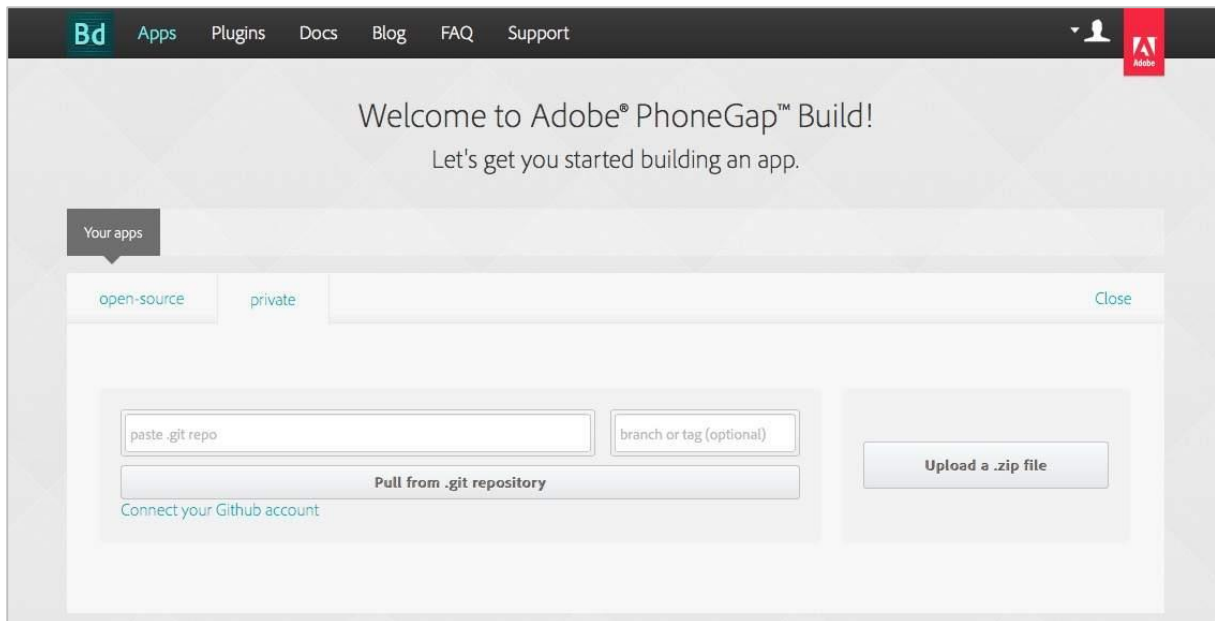 Bd Apps Plugins Docs Blog FAQ Support
Adobe
Welcome to Adobe® PhoneGap™ Build!
Let's get you started building an app.
Your apps
open-source private Close
paste .git repo branch or tag (optional)
Upload a .zip file
Pull from .git repository
Connect your Github account